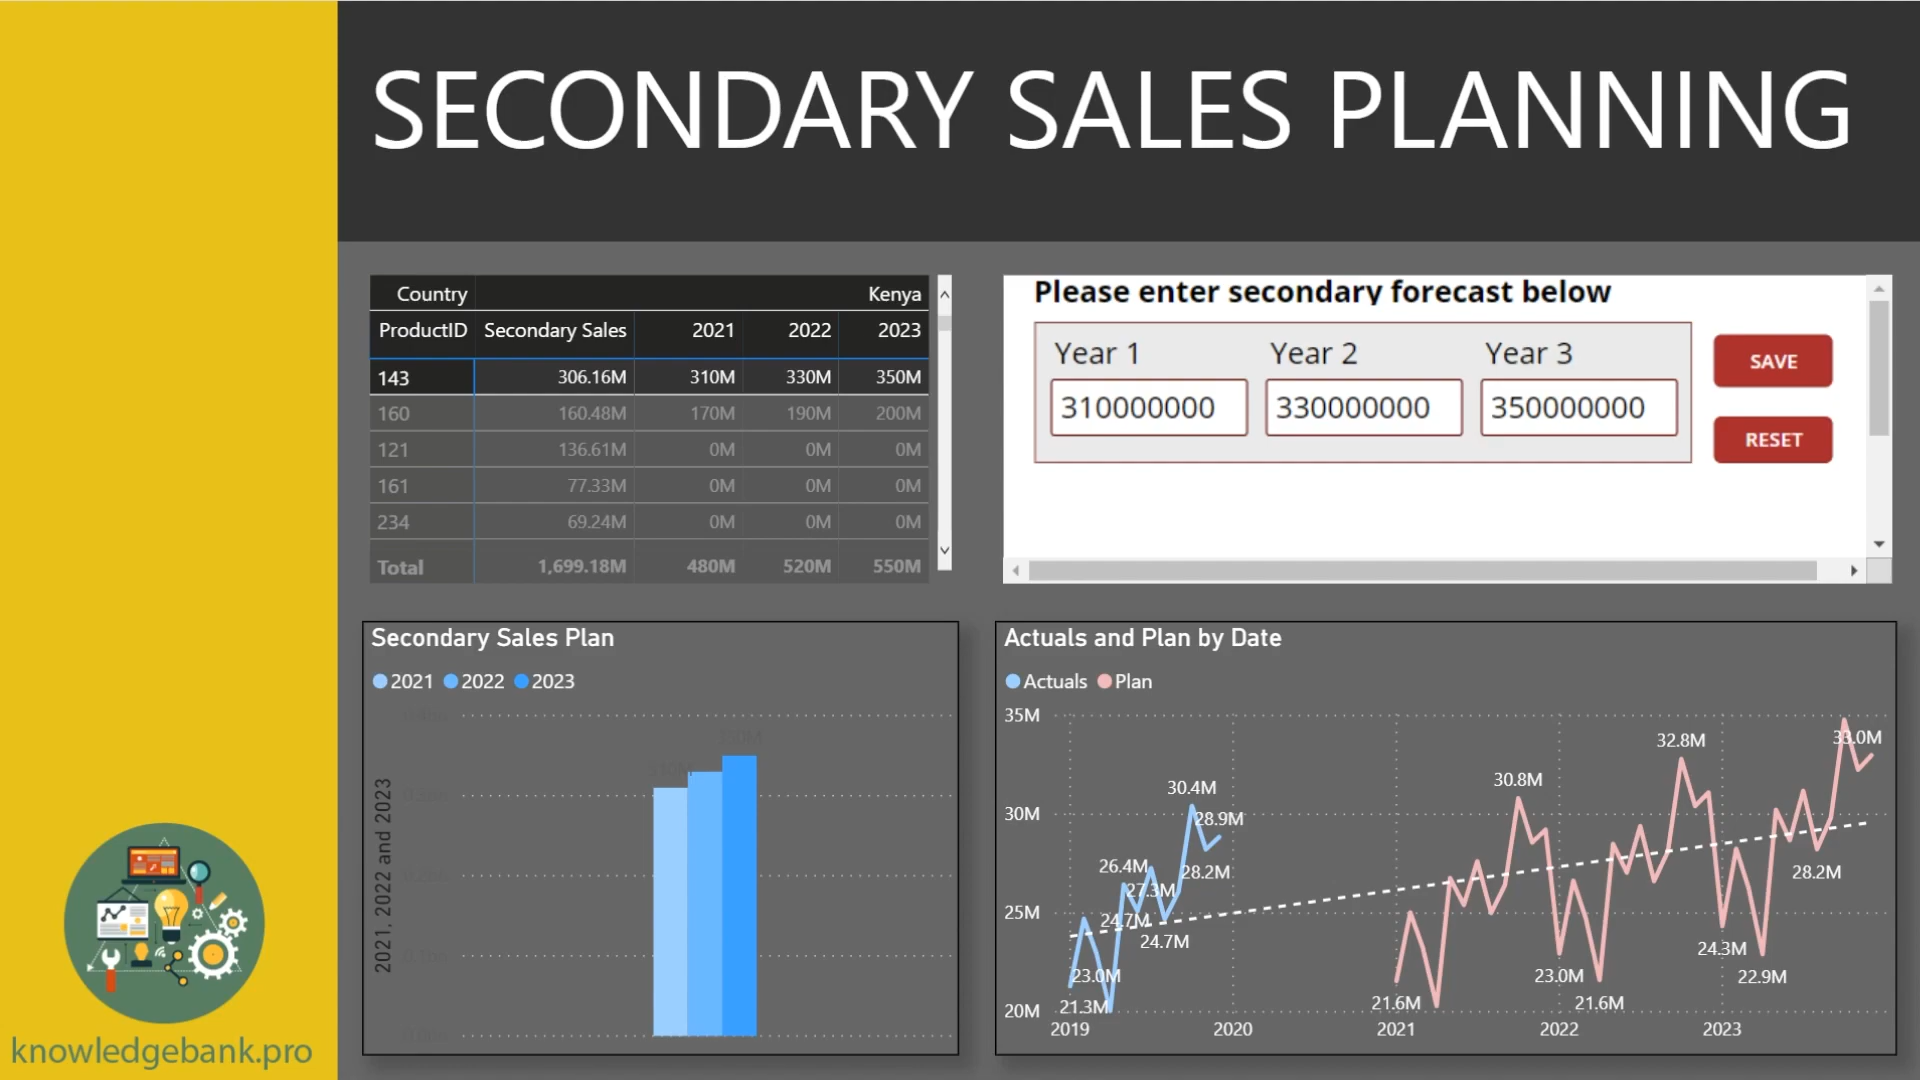 SECONDARY SALES PLANNING
Country Kenya
ProductID Secondary Sales 2021 2022 2023
143 306.16M 310M 330M 350M
160 160.48M 170M 190M 200M
121 136.61M 0M 0M 0M
161 77.33M 0M 0M 0M
234 69.24M 0M 0M 0M
Total 1,699.18M 480M 520M 550M
Please enter secondary forecast below
Year 1 Year 2 Year 3
310000000 330000000 350000000
SAVE
RESET
Secondary Sales Plan
2021 2022 2023
350M
310M
2021, 2022 and 2023
Actuals and Plan by Date
Actuals Plan
35M
30M
25M
20M
21.3M
23.0M
24.7M
26.4M
27.3M
24.7M
30.4M
28.2M
28.9M
21.6M
30.8M
23.0M
21.6M
32.8M
24.3M
22.9M
28.2M
33.0M
2019 2020 2021 2022 2023
knowledgebank.pro